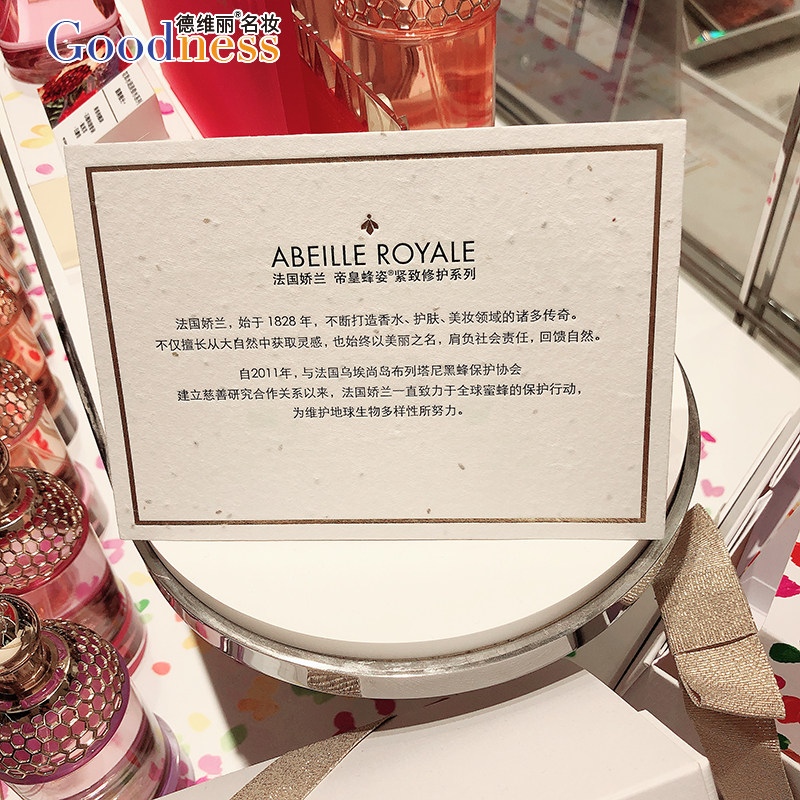 德维丽®名妆
Goodness
ABEILLE ROYALE
法国娇兰 帝皇蜂姿®紧致修护系列
法国娇兰，始于 1828 年，不断打造香水、护肤、美妆领域的诸多传奇。
不仅擅长从大自然中获取灵感，也始终以美丽之名，肩负社会责任，回馈自然。
自2011年，与法国乌埃尚岛布列塔尼黑蜂保护协会
建立慈善研究合作关系以来，法国娇兰一直致力于全球蜜蜂的保护行动，
为维护地球生物多样性所努力。